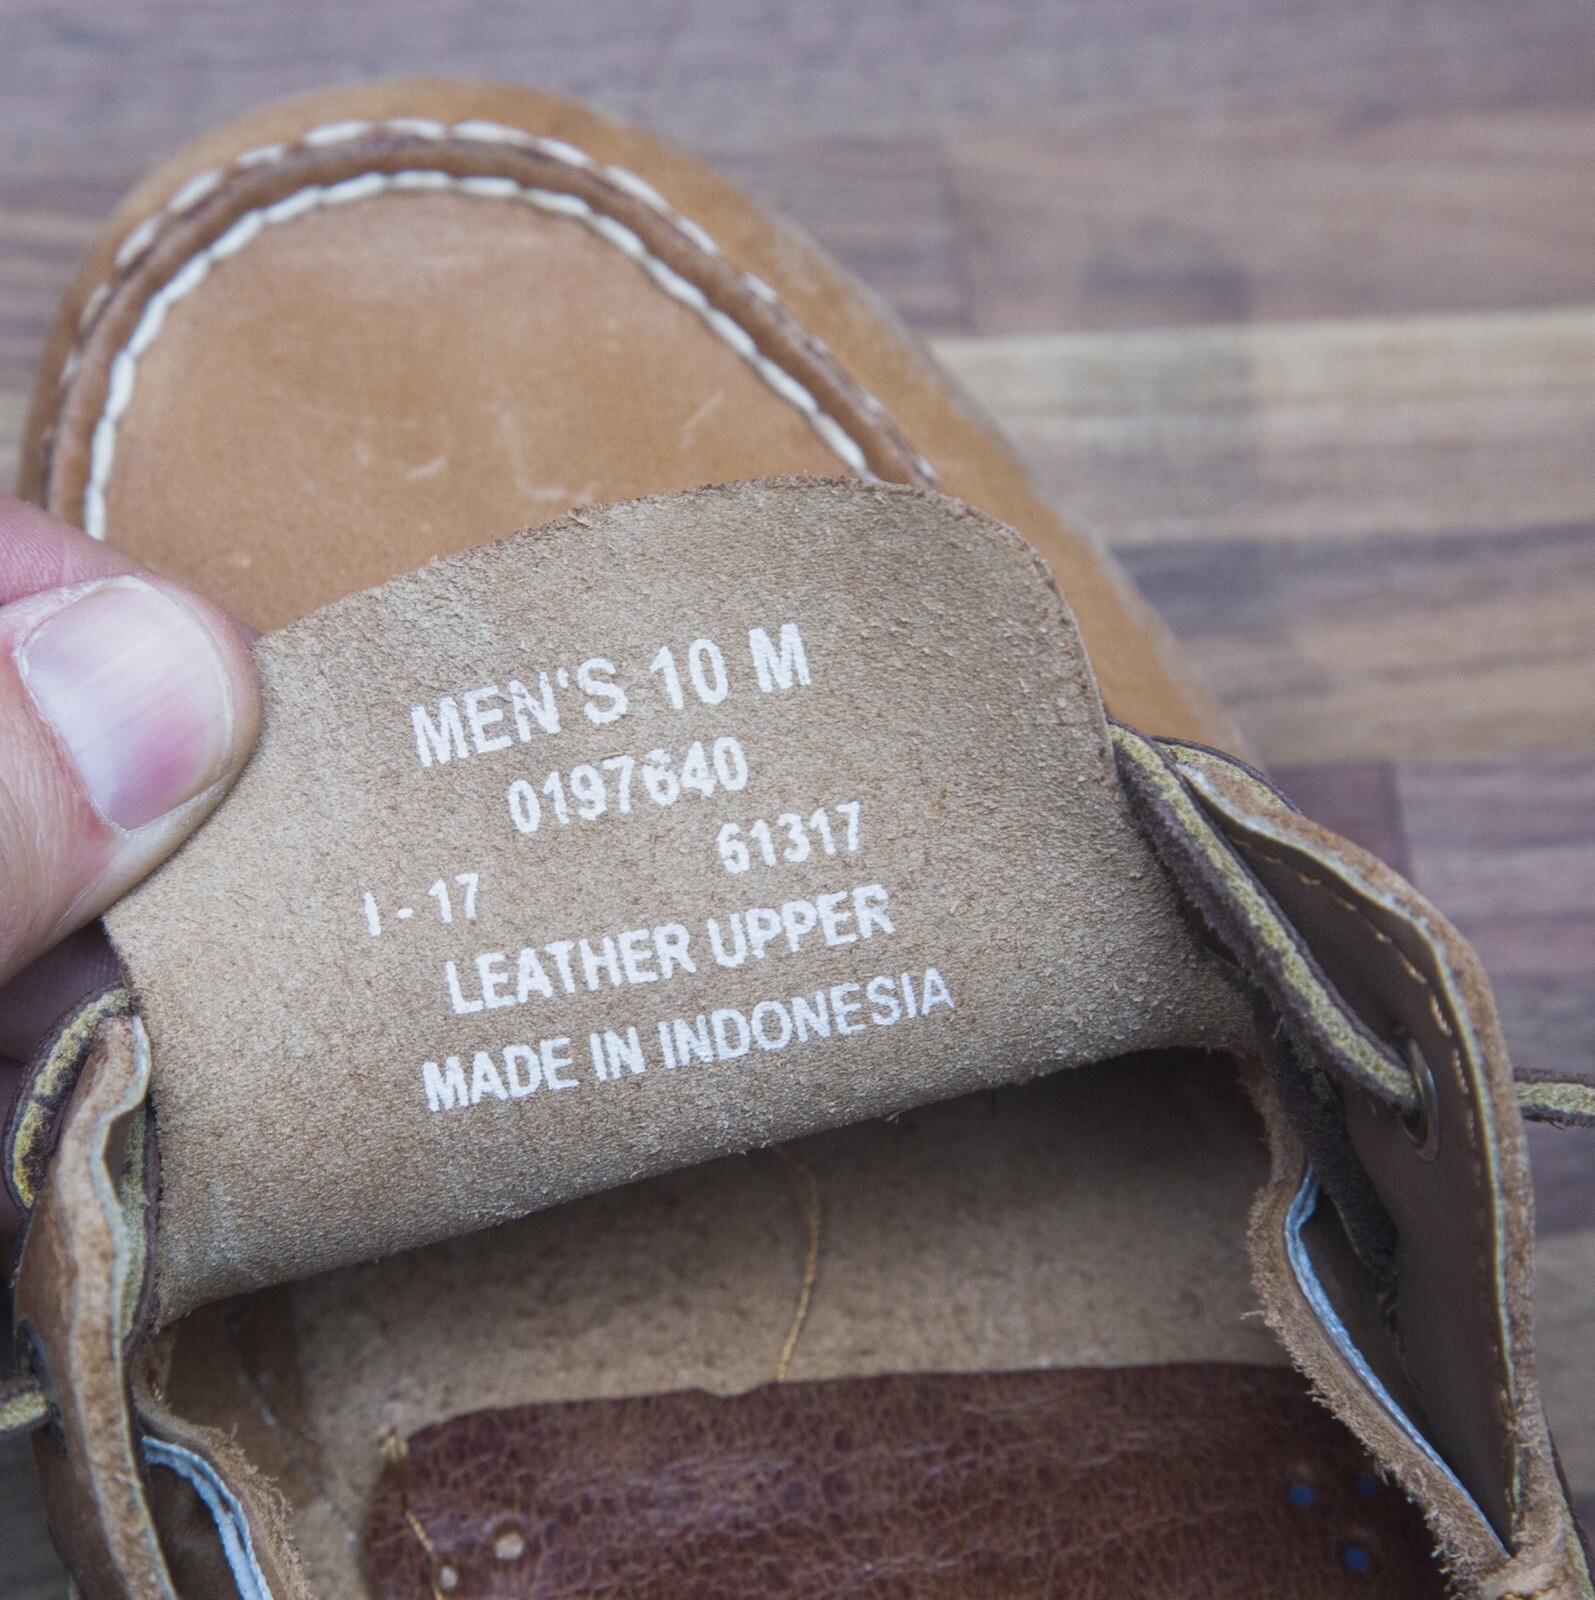 MEN'S 10 M
0197640
61317
I - 17
LEATHER UPPER
MADE IN INDONESIA